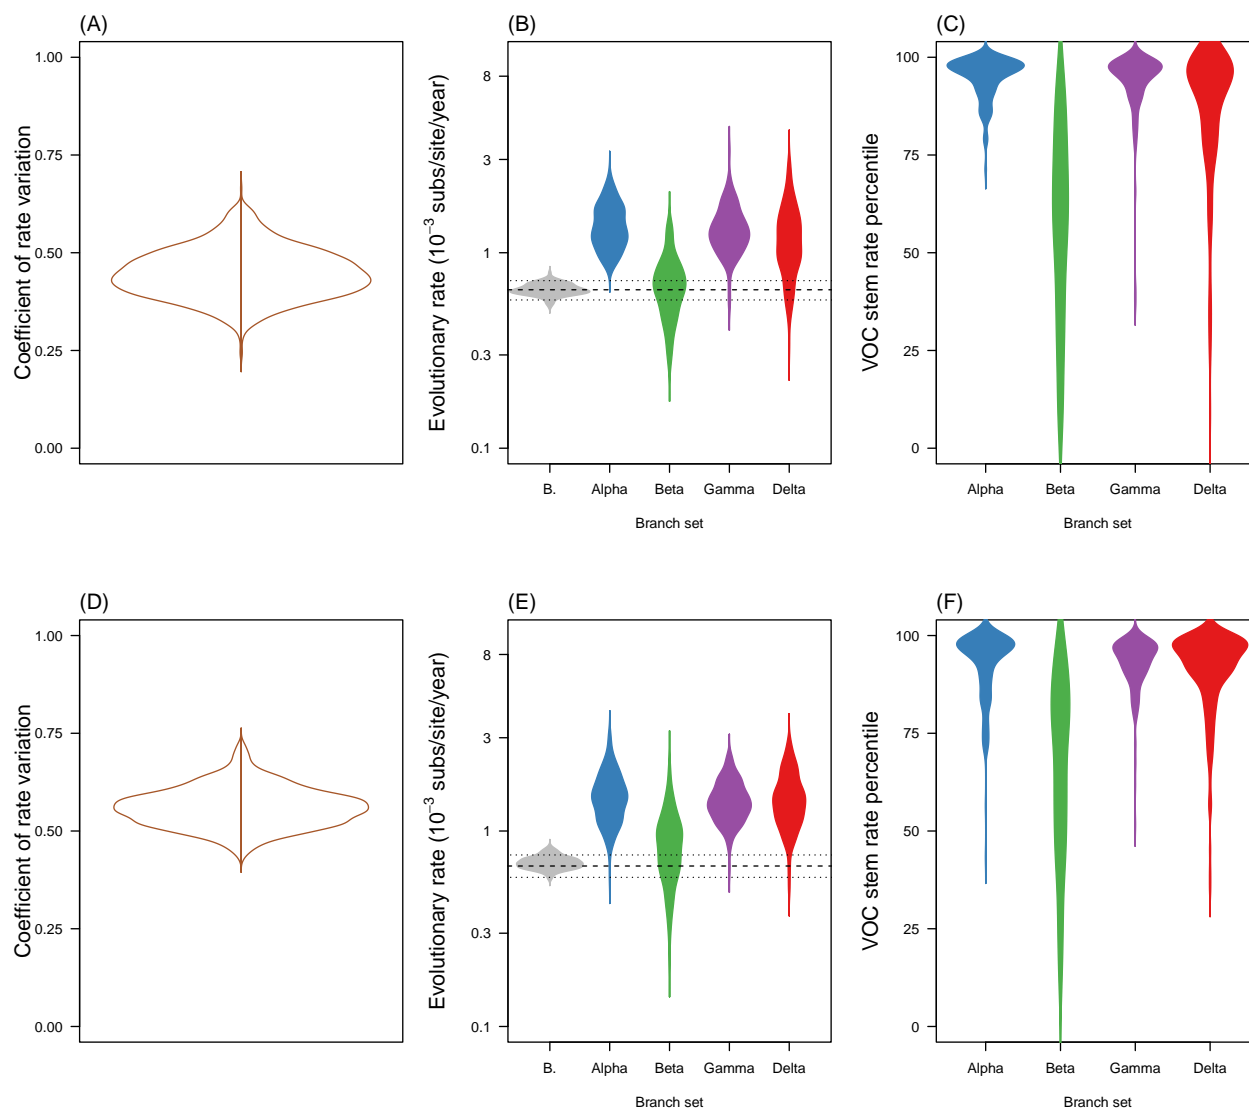 (A)
Coefficient of rate variation
1.00
0.75
0.50
0.25
0.00
(B)
Evolutionary rate (10⁻³ subs/site/year)
8
3
1
0.3
0.1
B. Alpha Beta Gamma Delta
Branch set
(C)
VOC stem rate percentile
100
75
50
25
0
Alpha Beta Gamma Delta
Branch set
(D)
Coefficient of rate variation
1.00
0.75
0.50
0.25
0.00
(E)
Evolutionary rate (10⁻³ subs/site/year)
8
3
1
0.3
0.1
B. Alpha Beta Gamma Delta
Branch set
(F)
VOC stem rate percentile
100
75
50
25
0
Alpha Beta Gamma Delta
Branch set